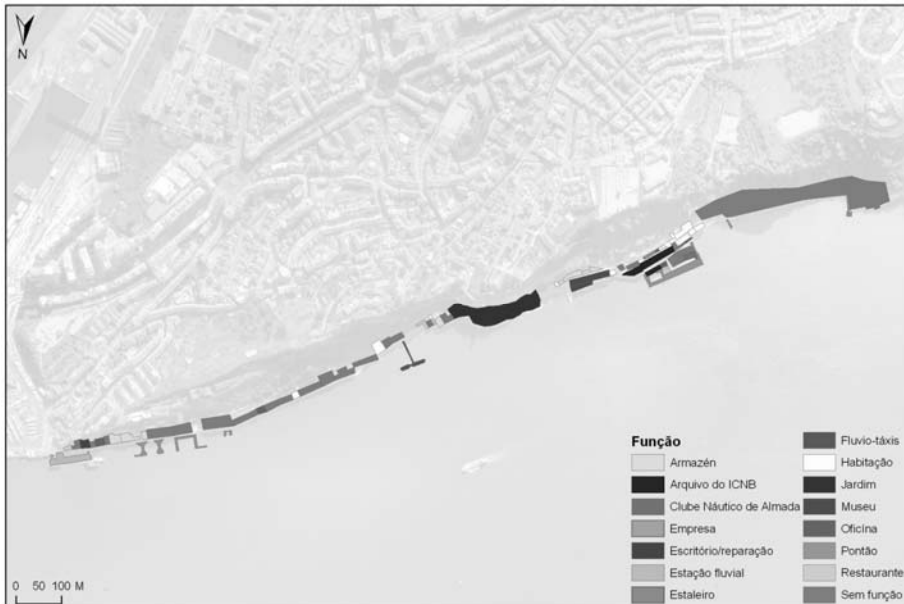 N
Função
Armazén
Arquivo do ICNB
Clube Náutico de Almada
Empresa
Escritório/reparação
Estação fluvial
Estaleiro
Fluvio-táxis
Habitação
Jardim
Museu
Oficina
Pontão
Restaurante
Sem função
0 50 100 M